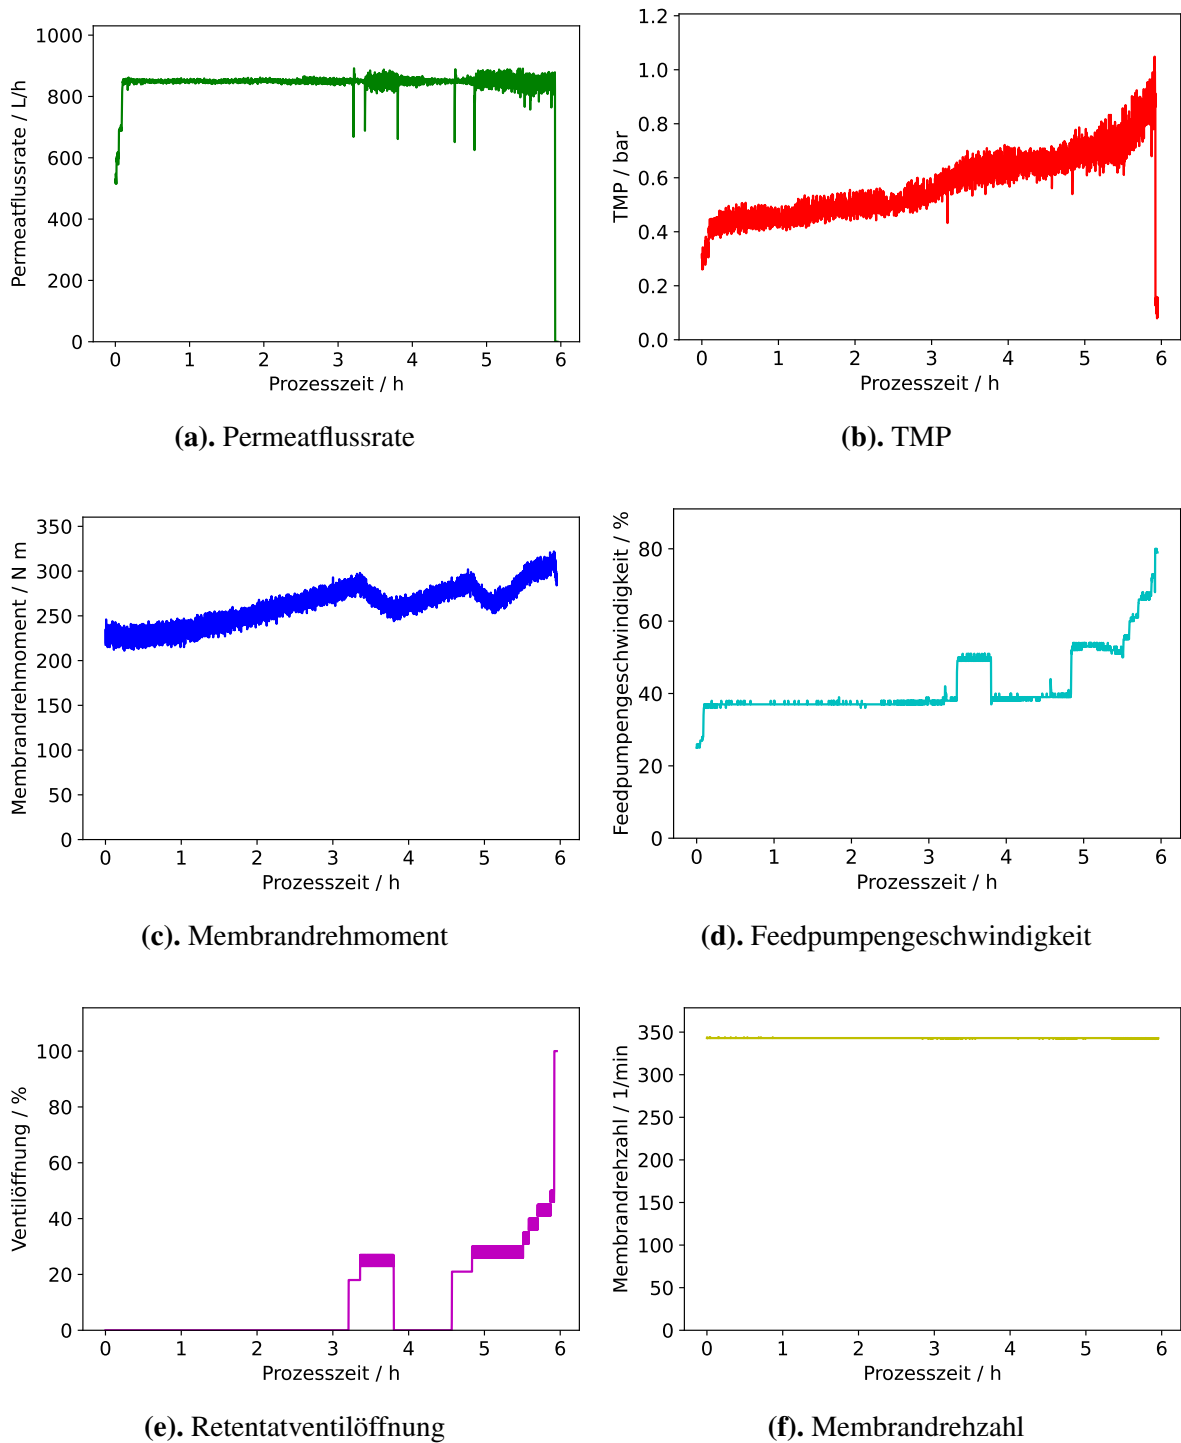 1000
800
600
400
200
0
Permeatflussrate / L/h
0 1 2 3 4 5 6
Prozesszeit / h
(a). Permeatflussrate
1.2
1.0
0.8
0.6
0.4
0.2
0.0
TMP / bar
0 1 2 3 4 5 6
Prozesszeit / h
(b). TMP
350
300
250
200
150
100
50
0
Membrandrehmoment / N m
0 1 2 3 4 5 6
Prozesszeit / h
(c). Membrandrehmoment
80
60
40
20
0
Feedpumpengeschwindigkeit / %
0 1 2 3 4 5 6
Prozesszeit / h
(d). Feedpumpengeschwindigkeit
100
80
60
40
20
0
Ventilöffnung / %
0 1 2 3 4 5 6
Prozesszeit / h
(e). Retentatventilöffnung
350
300
250
200
150
100
50
0
Membrandrehzahl / 1/min
0 1 2 3 4 5 6
Prozesszeit / h
(f). Membrandrehzahl